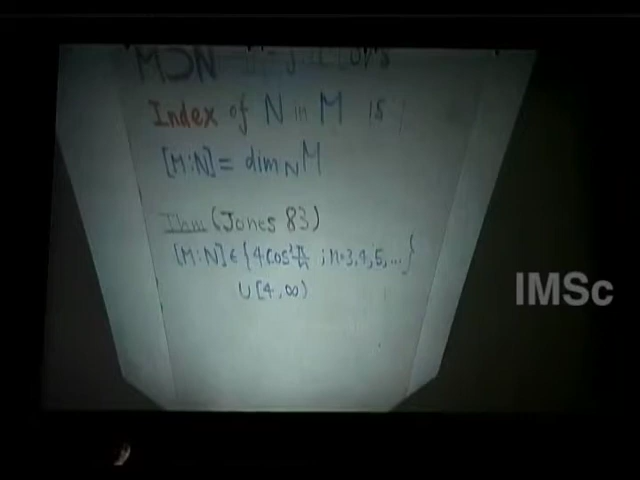 M⊃N
Index of N in M is
[M:N] = dim_N M
Thm (Jones 83)
[M:N] ∈ {4cos²π/n ; n=3,4,5,...}
∪ [4,∞)
IMSc